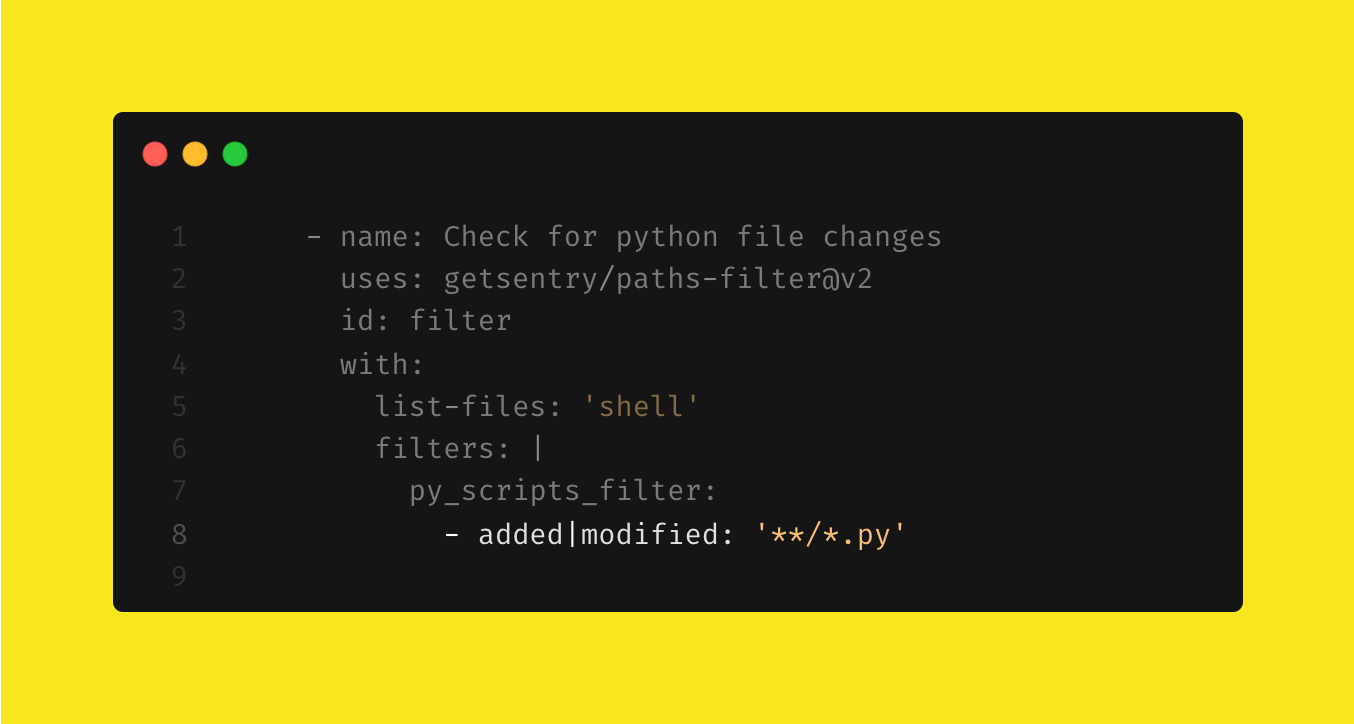 1 - name: Check for python file changes
2 uses: getsentry/paths-filter@v2
3 id: filter
4 with:
5 list-files: 'shell'
6 filters: |
7 py_scripts_filter:
8 - added|modified: '**/*.py'
9